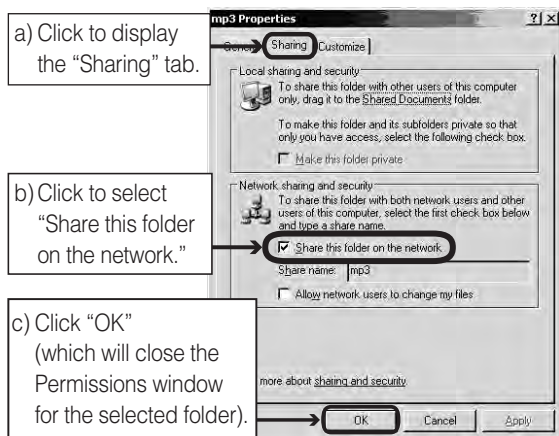 mp3 Properties
a) Click to display
the “Sharing” tab.
Sharing
Customize
Local sharing and security
To share this folder with other users of this computer
only, drag it to the Shared Documents folder.
To make this folder and its subfolders private so that
only you have access, select the following check box.
Make this folder private
b) Click to select
“Share this folder
on the network.”
Network sharing and security
To share this folder with both network users and other
users of this computer, select the first check box below
and type a share name.
Share this folder on the network
Share name: mp3
Allow network users to change my files
c) Click “OK”
(which will close the
Permissions window
for the selected folder).
more about sharing and security.
OK
Cancel
Apply